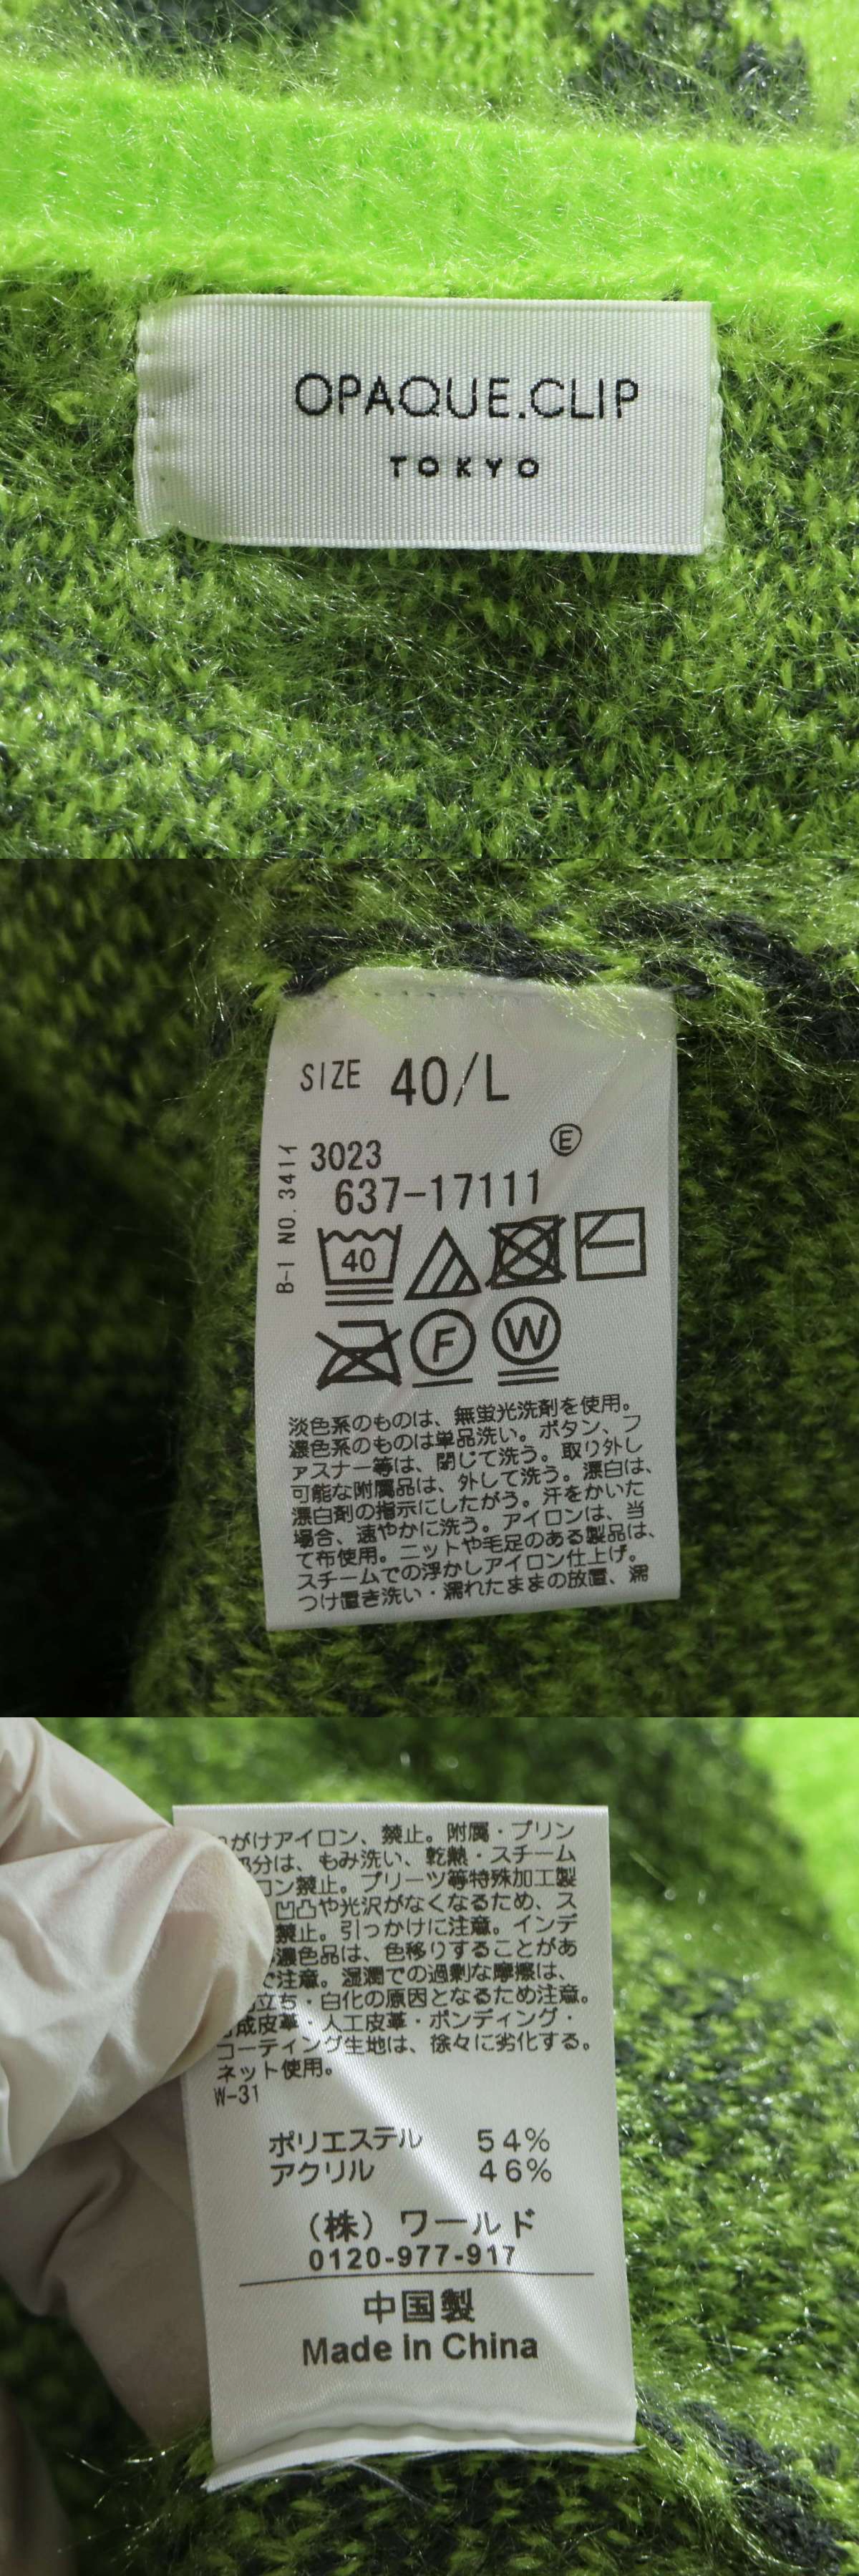 OPAQUE.CLIP
TOKYO
SIZE 40/L
E
3023
637-17111
B-1 NO.341イ
40
F
W
淡色系のものは、無蛍光洗剤を使用。
濃色系のものは単品洗い。ボタン、フ
ァスナー等は、閉じて洗う。取り外し
可能な附属品は、外して洗う。漂白は、
漂白剤の指示にしたがう。汗をかいた
場合、速やかに洗う。アイロンは、当
て布使用。ニットや毛足のある製品は、
スチームでの浮かしアイロン仕上げ。
つけ置き洗い・濡れたままの放置、濡
がけアイロン、禁止。附属・プリン
部分は、もみ洗い、乾熱・スチーム
ロン禁止。プリーツ等特殊加工製
凹凸や光沢がなくなるため、ス
禁止。引っかけに注意。インデ
濃色品は、色移りすることがあ
で注意。湿潤での過剰な摩擦は、
立ち・白化の原因となるため注意。
成皮革・人工皮革・ボンディング・
コーティング生地は、徐々に劣化する。
ネット使用。
W-31
ポリエステル 54%
アクリル 46%
（株）ワールド
0120-977-917
中国製
Made in China